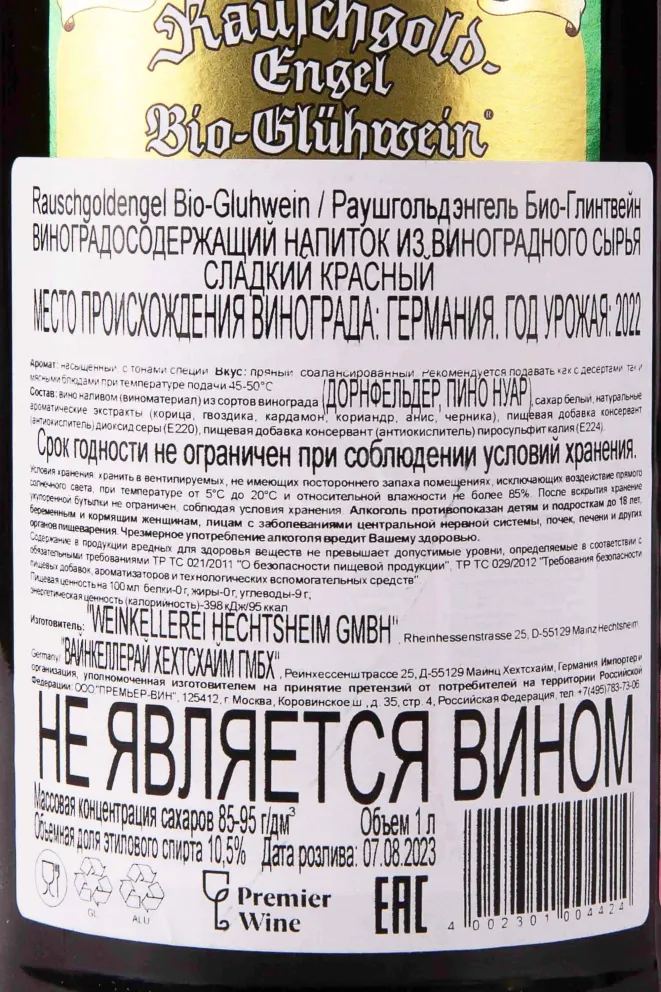 Rauschgold-
Engel
Bio-Glühwein®
Rauschgoldengel Bio-Gluhwein / Раушгольдэнгель Био-Глинтвейн
ВИНОГРАДОСОДЕРЖАЩИЙ НАПИТОК ИЗ ВИНОГРАДНОГО СЫРЬЯ
СЛАДКИЙ КРАСНЫЙ
МЕСТО ПРОИСХОЖДЕНИЯ ВИНОГРАДА: ГЕРМАНИЯ. ГОД УРОЖАЯ: 2022
Аромат: насыщенный с тонами специй Вкус: пряный сбалансированный. Рекомендуется подавать как с десертами так и
мясными блюдами при температуре подачи 45-50°С
Состав: вино наливом (виноматериал) из сортов винограда (ДОРНФЕЛЬДЕР, ПИНО НУАР), сахар белый, натуральные
ароматические экстракты (корица, гвоздика, кардамон, кориандр, анис, черника), пищевая добавка консервант
(антиокислитель) диоксид серы (Е220), пищевая добавка консервант (антиокислитель) пиросульфит калия (Е224).
Срок годности не ограничен при соблюдении условий хранения.
Условия хранения: хранить в вентилируемых, не имеющих постороннего запаха помещениях, исключающих воздействие прямого
солнечного света, при температуре от 5°С до 20°С и относительной влажности не более 85%. После вскрытия хранение
укупоренной бутылки не ограничен, соблюдая условия хранения. Алкоголь противопоказан детям и подросткам до 18 лет,
беременным и кормящим женщинам, лицам с заболеваниями центральной нервной системы, почек, печени и других
органов пищеварения. Чрезмерное употребление алкоголя вредит Вашему здоровью.
Содержание в продукции вредных для здоровья веществ не превышает допустимые уровни, определяемые в соответствии с
обязательными требованиями ТР ТС 021/2011 "О безопасности пищевой продукции", ТР ТС 029/2012 "Требования безопасности
пищевых добавок, ароматизаторов и технологических вспомогательных средств"
Пищевая ценность на 100 мл: белки-0 г, жиры-0 г, углеводы-9 г,
энергетическая ценность (калорийность)-398 кДж/95 ккал
Изготовитель: "WEINKELLEREI HECHTSHEIM GMBH", Rheinhessenstrasse 25, D-55129 Mainz Hechtsheim
Germany/ "ВАЙНКЕЛЛЕРАЙ ХЕХТСХАЙМ ГМБХ", Реинхессенштрассе 25, Д-55129 Майнц Хехтсхайм, Германия Импортер и
организация, уполномоченная изготовителем на принятие претензий от потребителей на территории Российской
Федерации: ООО "ПРЕМЬЕР-ВИН", 125412, г. Москва, Коровинское ш., д. 35, стр. 4, Российская Федерация, тел. +7(495)783-73-06
НЕ ЯВЛЯЕТСЯ ВИНОМ
Массовая концентрация сахаров 85-95 г/дм³ Объем 1 л
Объемная доля этилового спирта 10,5% Дата розлива: 07.08.2023
GL
ALU
Premier
Wine
EAC
4 002301 004424